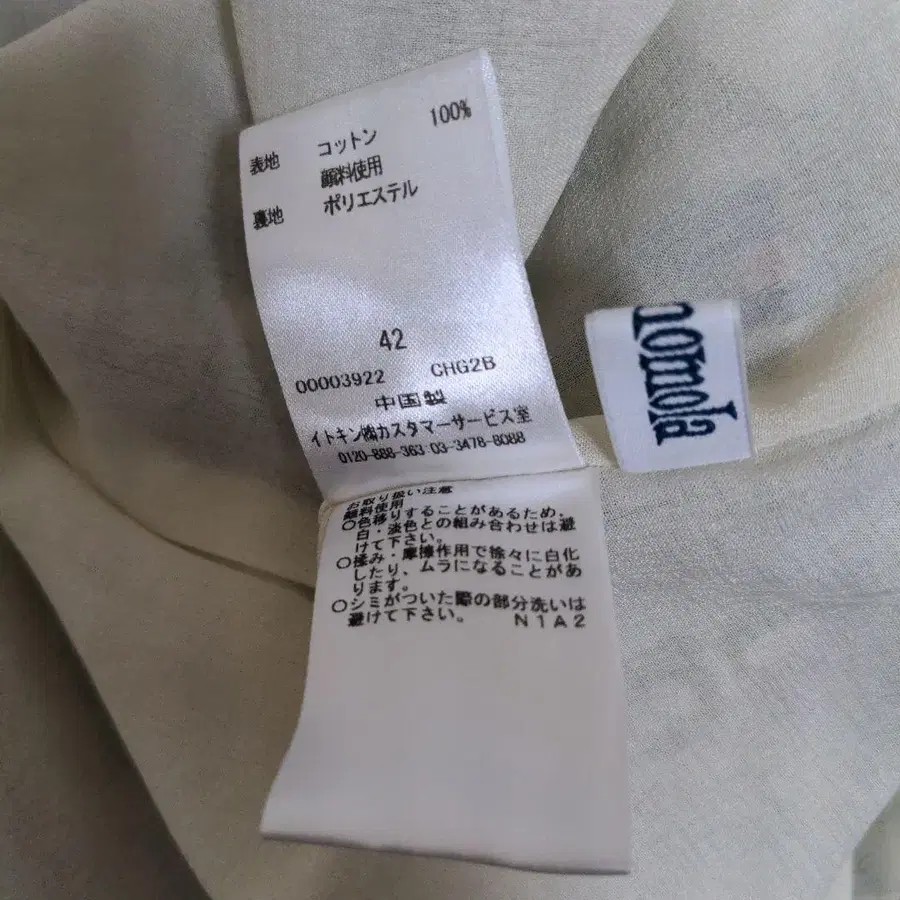 表地 コットン 100%
顔料使用
裏地 ポリエステル
42
00003922 CHG2B
中国製
イトキン㈱カスタマーサービス室
0120-888-363 03-3478-8088
お取り扱い注意
顔料使用
○色移りすることがあるため、
白・淡色との組み合わせは避
けて下さい。
○揉み・摩擦作用で徐々に白化
したり、ムラになることがあ
ります。
○シミがついた際の部分洗いは
避けて下さい。 N1A2